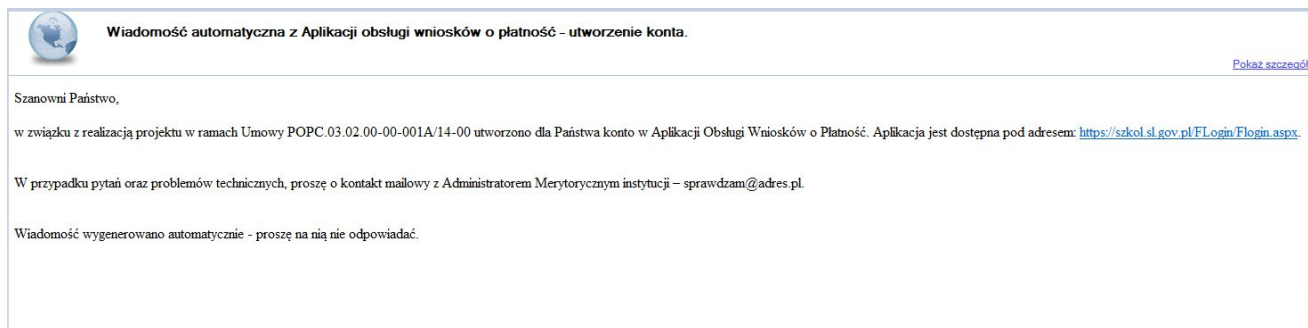 Wiadomość automatyczna z Aplikacji obsługi wniosków o płatność - utworzenie konta.
Pokaż szczegół
Szanowni Państwo,
w związku z realizacją projektu w ramach Umowy POPC.03.02.00-00-001A/14-00 utworzono dla Państwa konto w Aplikacji Obsługi Wniosków o Płatność. Aplikacja jest dostępna pod adresem: https://szkol.sl.gov.pl/FLogin/Flogin.aspx.
W przypadku pytań oraz problemów technicznych, proszę o kontakt mailowy z Administratorem Merytorycznym instytucji – sprawdzam@adres.pl.
Wiadomość wygenerowano automatycznie - proszę na nią nie odpowiadać.